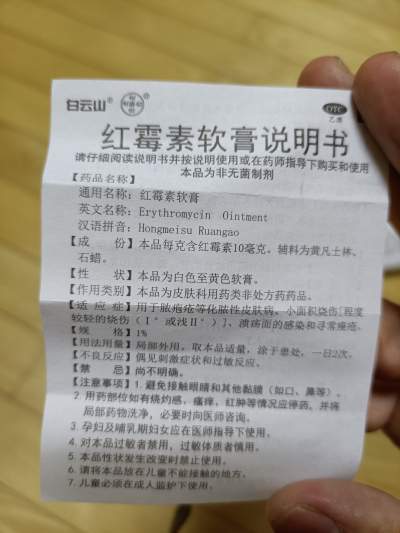 白云山
OTC
乙类
红霉素软膏说明书
请仔细阅读说明书并按说明使用或在药师指导下购买和使用
本品为非无菌制剂
【药品名称】
通用名称：红霉素软膏
英文名称：Erythromycin Ointment
汉语拼音：Hongmeisu Ruangao
【成 份】本品每克含红霉素10毫克。辅料为黄凡士林、
石蜡。
【性 状】本品为白色至黄色软膏。
【作用类别】本品为皮肤科用药类非处方药药品。
【适 应 症】用于脓疱疮等化脓性皮肤病、小面积烧伤[程度
较轻的烧伤（Ⅰ°或浅Ⅱ°）]、溃疡面的感染和寻常痤疮。
【规 格】1%
【用法用量】局部外用。取本品适量，涂于患处，一日2次。
【不良反应】偶见刺激症状和过敏反应。
【禁 忌】尚不明确。
【注意事项】1.避免接触眼睛和其他黏膜（如口、鼻等）。
2.用药部位如有烧灼感、瘙痒、红肿等情况应停药，并将
局部药物洗净，必要时向医师咨询。
3.孕妇及哺乳期妇女应在医师指导下使用。
4.对本品过敏者禁用，过敏体质者慎用。
5.本品性状发生改变时禁止使用。
6.请将本品放在儿童不能接触的地方。
7.儿童必须在成人监护下使用。